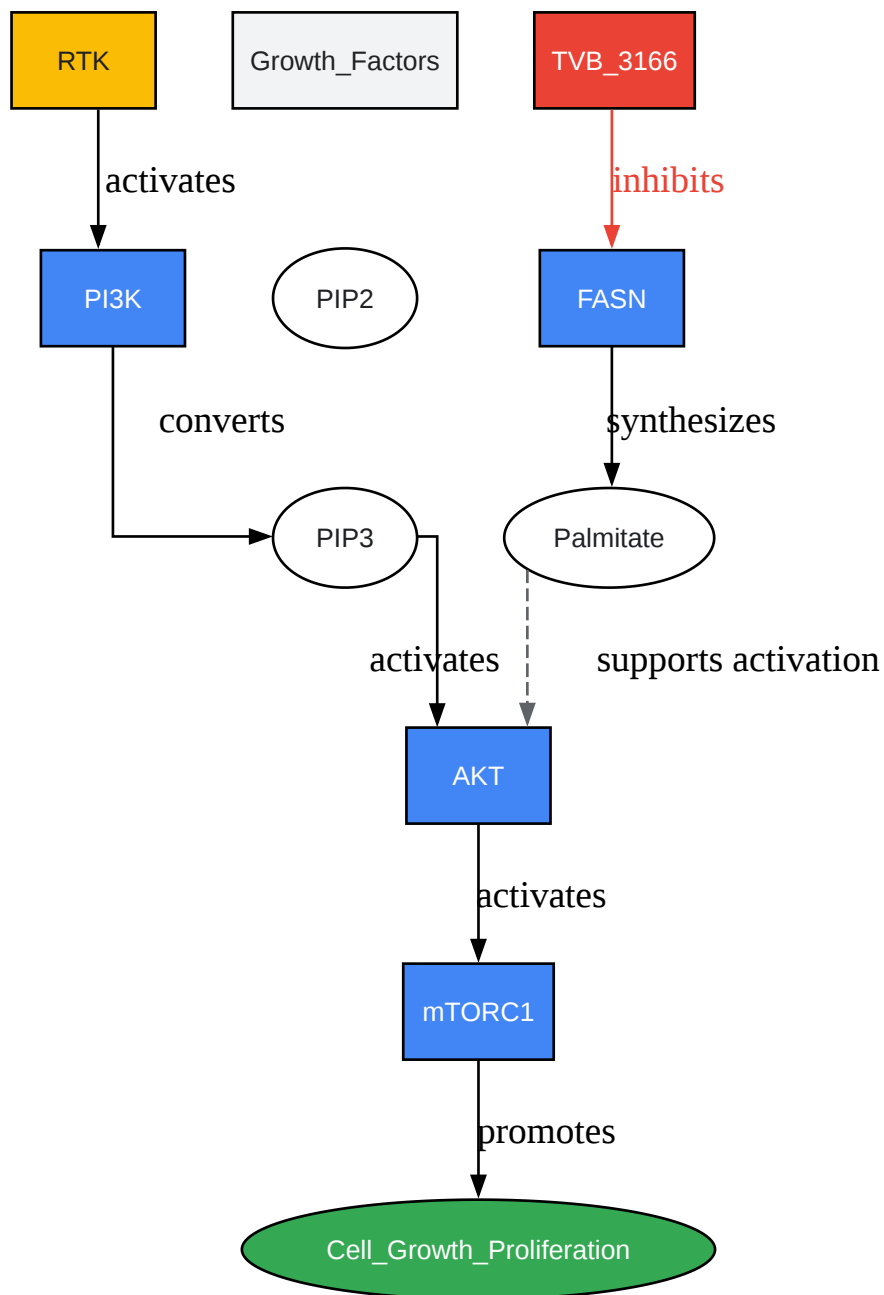 RTK
Growth_Factors
TVB_3166
activates
inhibits
PI3K
PIP2
FASN
converts
synthesizes
PIP3
Palmitate
activates
supports activation
AKT
activates
mTORC1
promotes
Cell_Growth_Proliferation